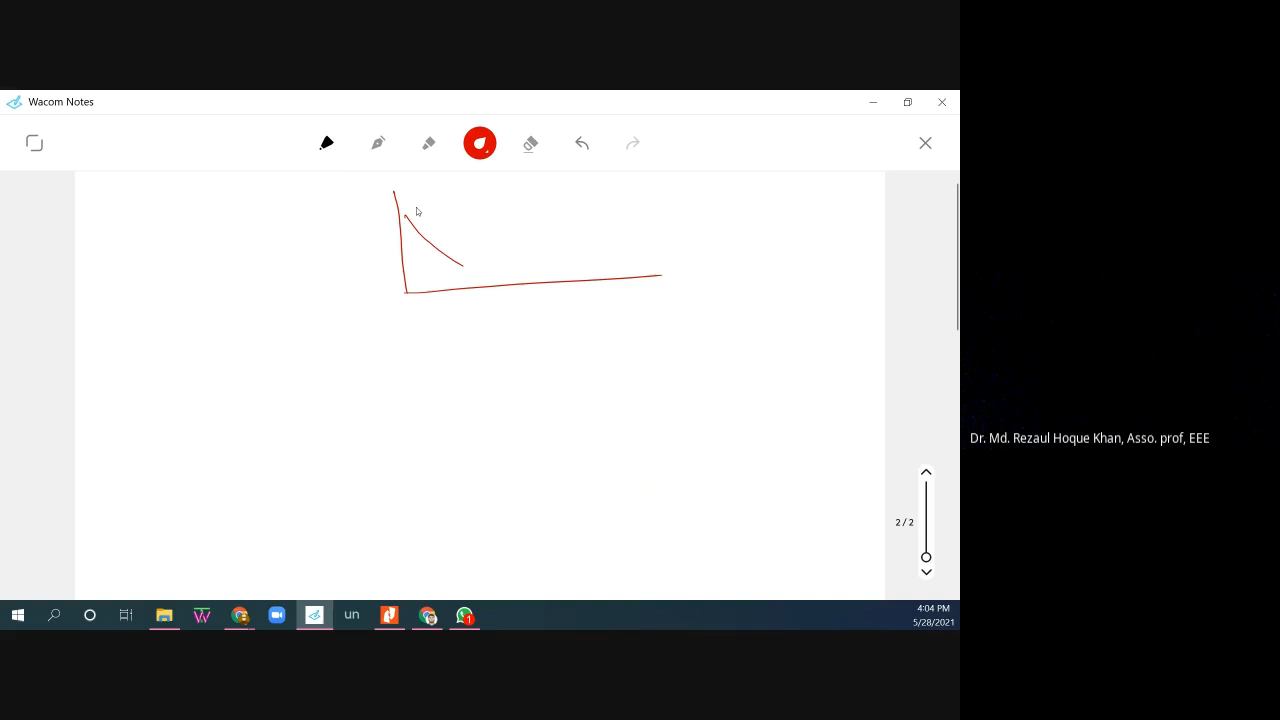 Wacom Notes
Dr. Md. Rezaul Hoque Khan, Asso. prof, EEE
2 / 2
un
1
4:04 PM
5/28/2021